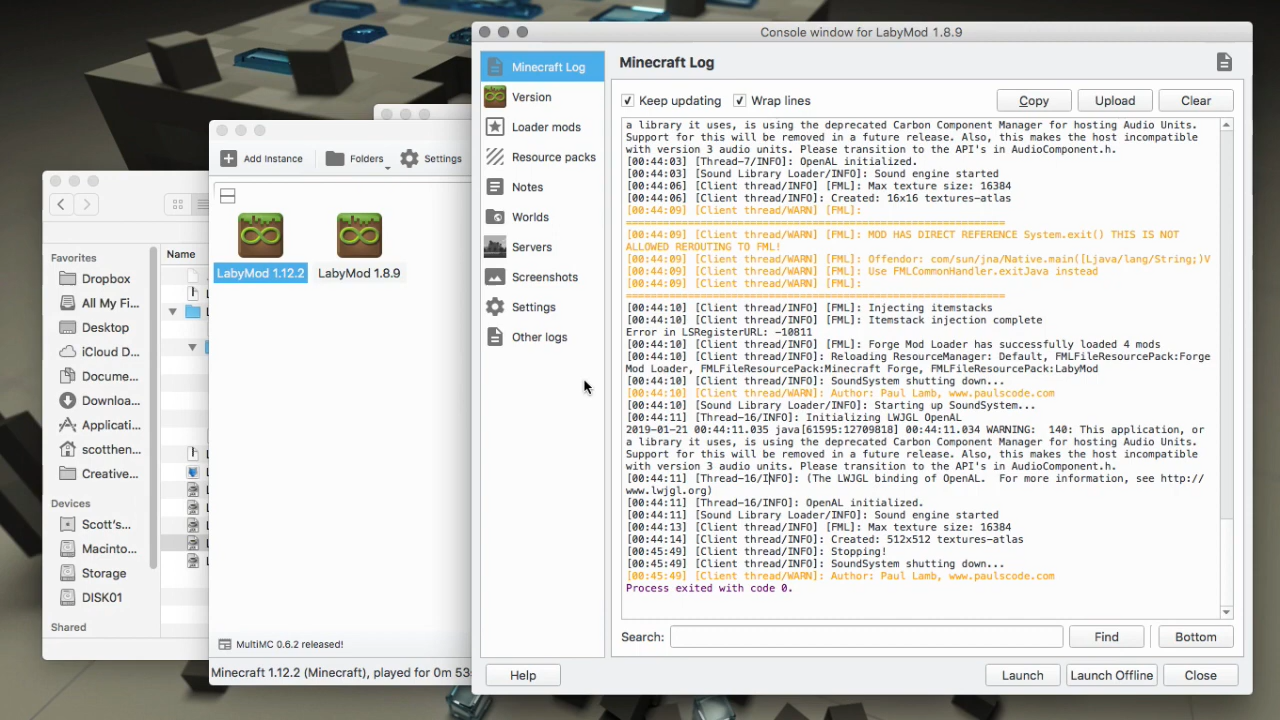 Console window for LabyMod 1.8.9
Minecraft Log
Version
Loader mods
Resource packs
Notes
Worlds
Servers
Screenshots
Settings
Other logs
Minecraft Log
Keep updating
Wrap lines
Copy
Upload
Clear
a library it uses, is using the deprecated Carbon Component Manager for hosting Audio Units.
Support for this will be removed in a future release. Also, this makes the host incompatible
with version 3 audio units. Please transition to the API's in AudioComponent.h.
[00:44:03] [Thread-7/INFO]: OpenAL initialized.
[00:44:03] [Sound Library Loader/INFO]: Sound engine started
[00:44:06] [Client thread/INFO] [FML]: Max texture size: 16384
[00:44:06] [Client thread/INFO]: Created: 16x16 textures-atlas
[00:44:09] [Client thread/WARN] [FML]:
==============================================================
[00:44:09] [Client thread/WARN] [FML]: MOD HAS DIRECT REFERENCE System.exit() THIS IS NOT
ALLOWED REROUTING TO FML!
[00:44:09] [Client thread/WARN] [FML]: Offendor: com/sun/jna/Native.main([Ljava/lang/String;)V
[00:44:09] [Client thread/WARN] [FML]: Use FMLCommonHandler.exitJava instead
[00:44:09] [Client thread/WARN] [FML]:
==============================================================
[00:44:10] [Client thread/INFO] [FML]: Injecting itemstacks
[00:44:10] [Client thread/INFO] [FML]: Itemstack injection complete
Error in LSRegisterURL: -10811
[00:44:10] [Client thread/INFO] [FML]: Forge Mod Loader has successfully loaded 4 mods
[00:44:10] [Client thread/INFO]: Reloading ResourceManager: Default, FMLFileResourcePack:Forge
Mod Loader, FMLFileResourcePack:Minecraft Forge, FMLFileResourcePack:LabyMod
[00:44:10] [Client thread/INFO]: SoundSystem shutting down...
[00:44:10] [Client thread/WARN]: Author: Paul Lamb, www.paulscode.com
[00:44:10] [Sound Library Loader/INFO]: Starting up SoundSystem...
[00:44:11] [Thread-16/INFO]: Initializing LWJGL OpenAL
2019-01-21 00:44:11.035 java[61595:12709818] 00:44:11.034 WARNING:  140: This application, or
a library it uses, is using the deprecated Carbon Component Manager for hosting Audio Units.
Support for this will be removed in a future release. Also, this makes the host incompatible
with version 3 audio units. Please transition to the API's in AudioComponent.h.
[00:44:11] [Thread-16/INFO]: (The LWJGL binding of OpenAL.  For more information, see http://
www.lwjgl.org)
[00:44:11] [Thread-16/INFO]: OpenAL initialized.
[00:44:11] [Sound Library Loader/INFO]: Sound engine started
[00:44:13] [Client thread/INFO] [FML]: Max texture size: 16384
[00:44:14] [Client thread/INFO]: Created: 512x512 textures-atlas
[00:45:49] [Client thread/INFO]: Stopping!
[00:45:49] [Client thread/INFO]: SoundSystem shutting down...
[00:45:49] [Client thread/WARN]: Author: Paul Lamb, www.paulscode.com
Process exited with code 0.
Search:
Find
Bottom
Help
Launch
Launch Offline
Close
Add Instance
Folders
Settings
LabyMod 1.12.2
LabyMod 1.8.9
MultiMC 0.6.2 released!
Minecraft 1.12.2 (Minecraft), played for 0m 53
Favorites
Dropbox
All My Fi...
Desktop
iCloud D...
Docume...
Downloa...
Applicati...
scotthen...
Creative...
Devices
Scott's...
Macinto...
Storage
DISK01
Shared
Name